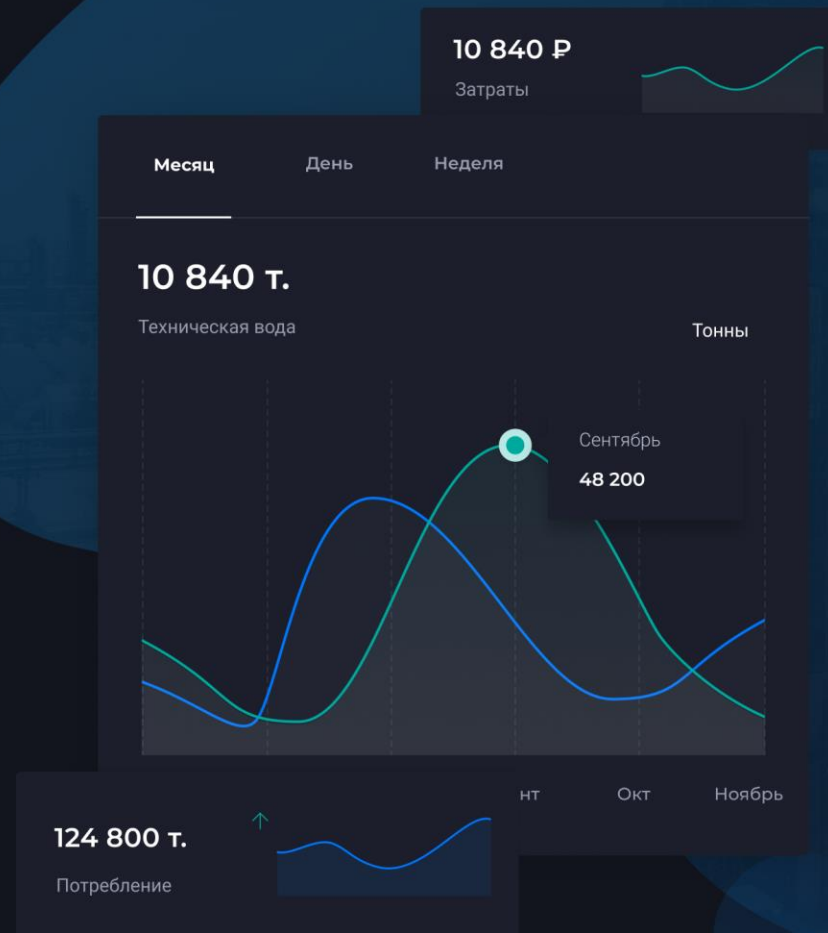 10 840 ₽
Затраты
Месяц День Неделя
10 840 т.
Техническая вода
Тонны
Сентябрь
48 200
нт Окт Ноябрь
124 800 т.
Потребление